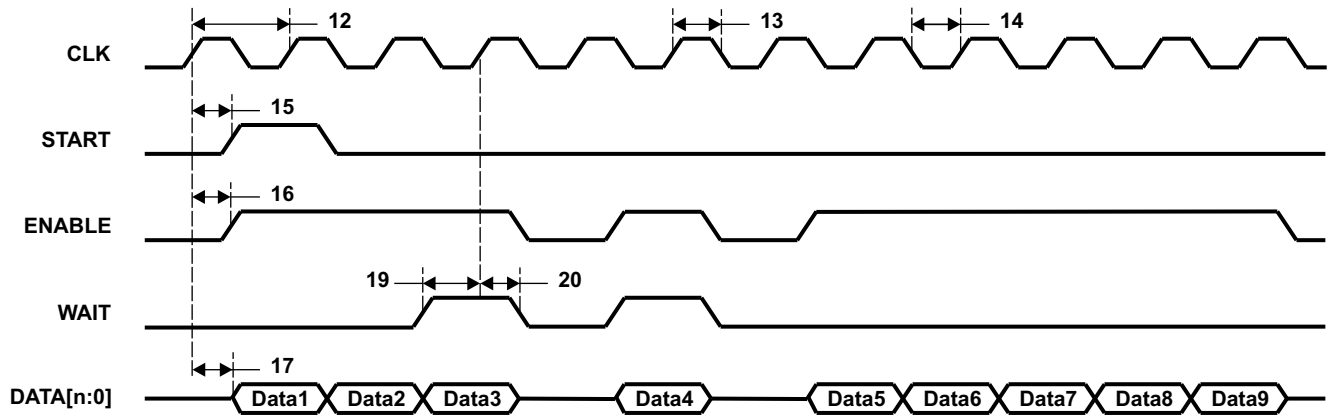 12 13 14
CLK
15
START
16
ENABLE
19 20
WAIT
17
DATA[n:0] Data1 Data2 Data3 Data4 Data5 Data6 Data7 Data8 Data9